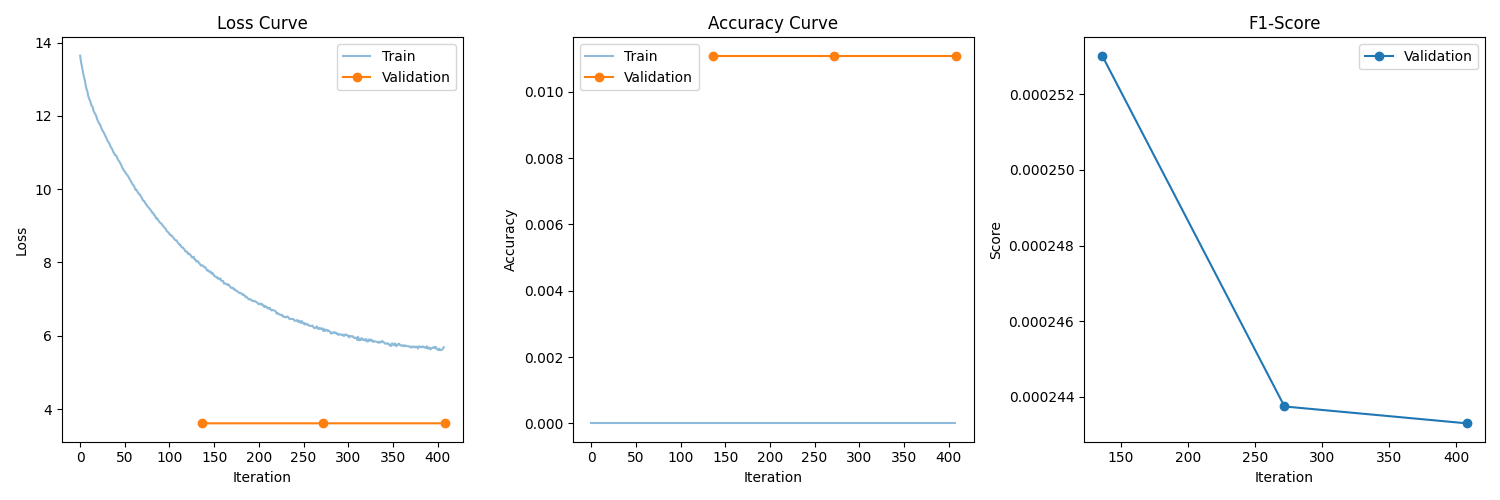 Loss Curve
14
12
10
8
6
4
Loss
0 50 100 150 200 250 300 350 400
Iteration
Train
Validation
Accuracy Curve
0.010
0.008
0.006
0.004
0.002
0.000
Accuracy
0 50 100 150 200 250 300 350 400
Iteration
Train
Validation
F1-Score
0.000252
0.000250
0.000248
0.000246
0.000244
Score
150 200 250 300 350 400
Iteration
Validation